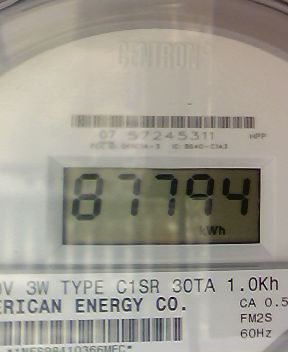 CENTRON
07 57245311
87794
kWh
0V 3W TYPE C1SR 30TA 1.0Kh
ERICAN ENERGY CO.
CA 0.5
FM2S
60Hz